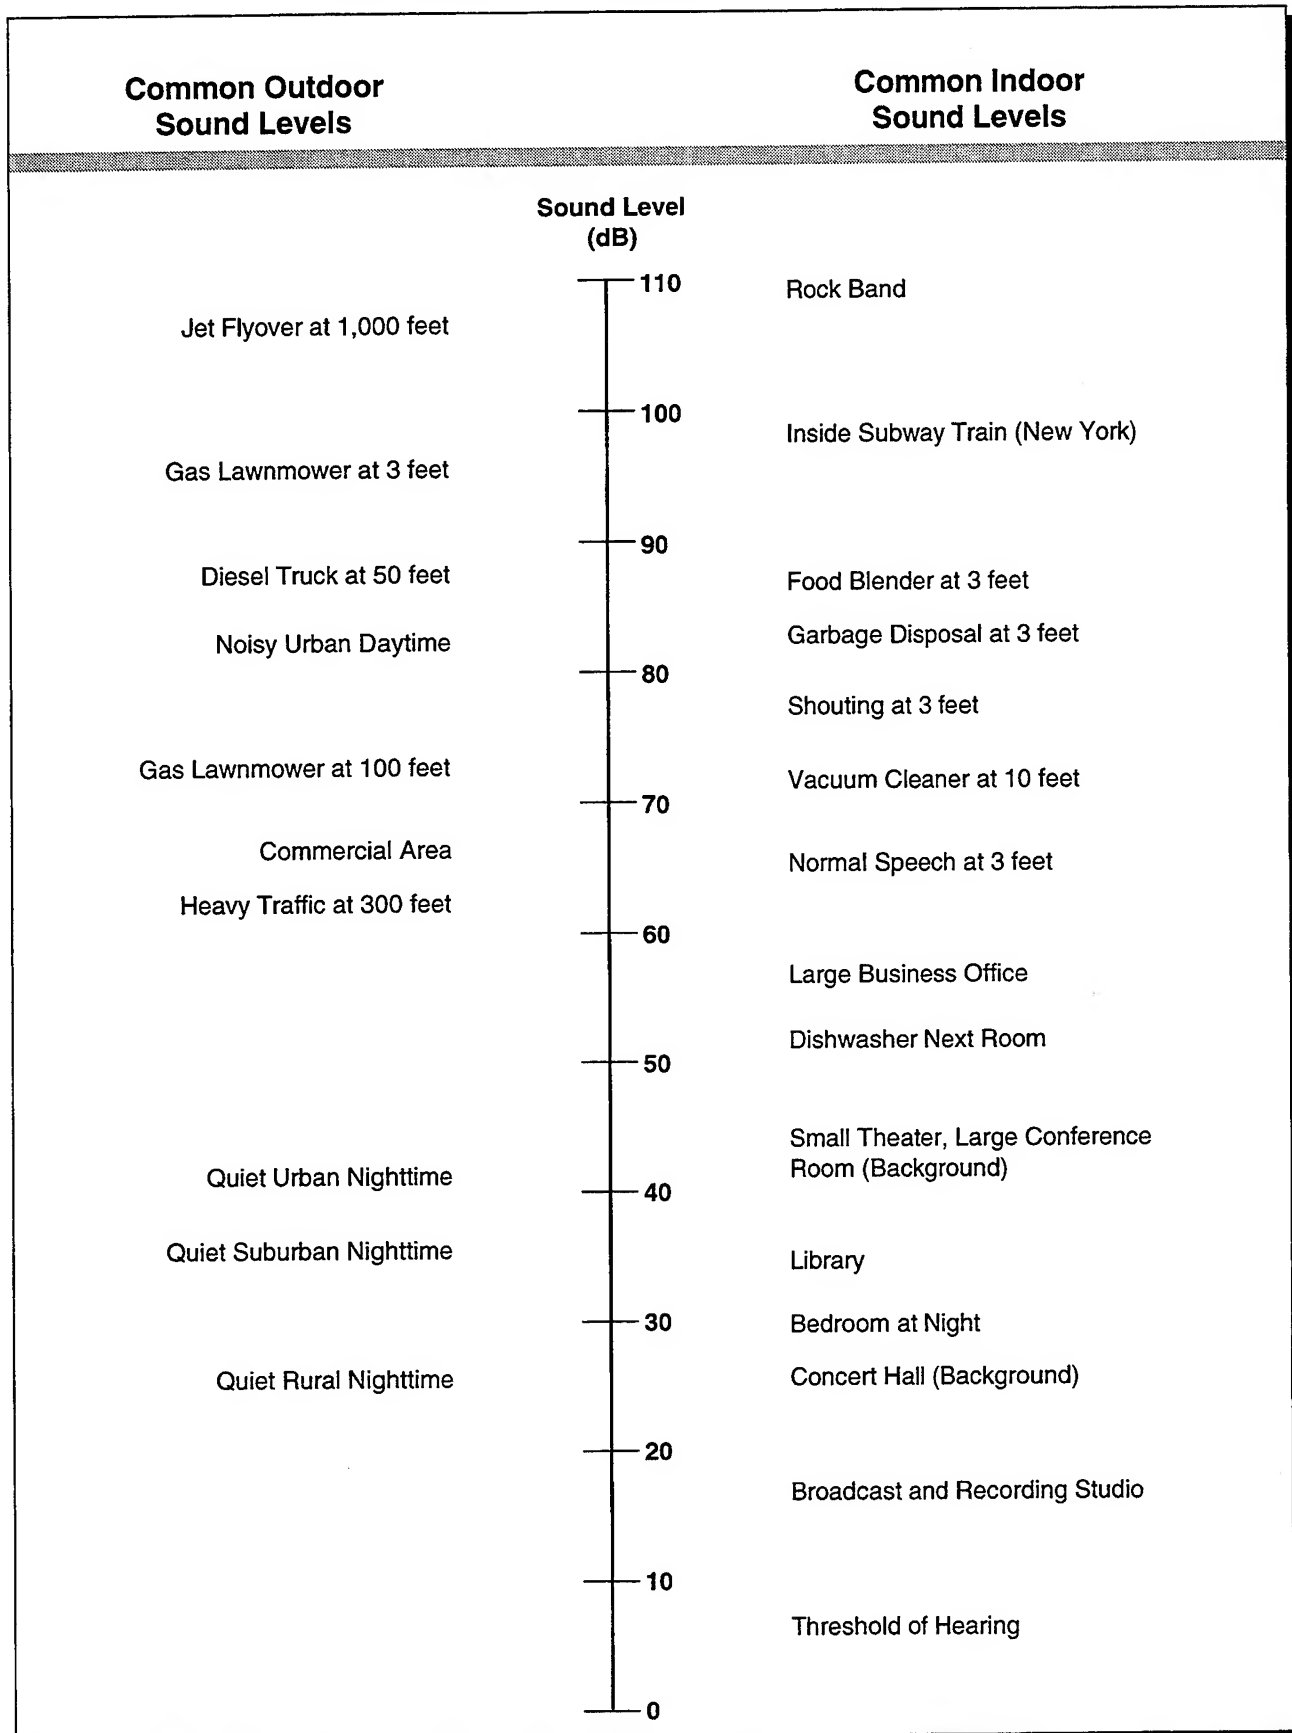 Common Outdoor
Sound Levels
Common Indoor
Sound Levels
Sound Level
(dB)
110
Rock Band
Jet Flyover at 1,000 feet
100
Inside Subway Train (New York)
Gas Lawnmower at 3 feet
90
Diesel Truck at 50 feet
Food Blender at 3 feet
Noisy Urban Daytime
Garbage Disposal at 3 feet
80
Shouting at 3 feet
Gas Lawnmower at 100 feet
Vacuum Cleaner at 10 feet
70
Commercial Area
Normal Speech at 3 feet
Heavy Traffic at 300 feet
60
Large Business Office
Dishwasher Next Room
50
Small Theater, Large Conference
Room (Background)
Quiet Urban Nighttime
40
Quiet Suburban Nighttime
Library
30
Bedroom at Night
Quiet Rural Nighttime
Concert Hall (Background)
20
Broadcast and Recording Studio
10
Threshold of Hearing
0